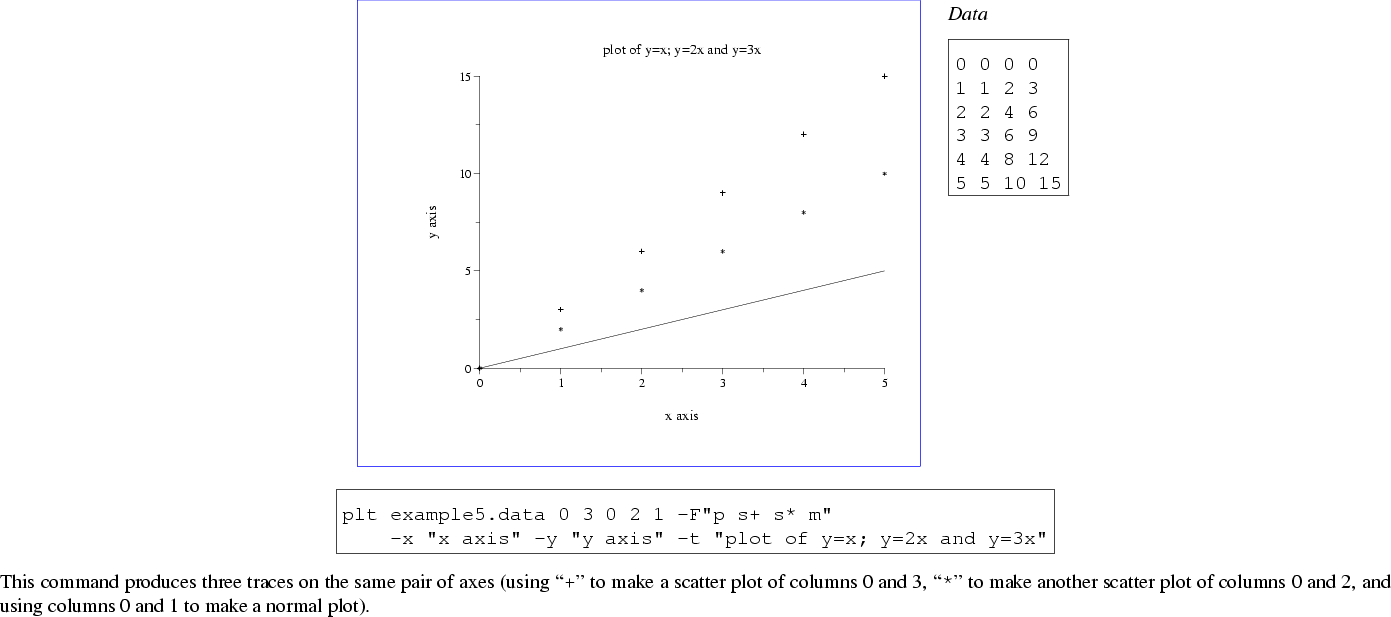 plot of y=x; y=2x and y=3x
15
10
5
0
y axis
0 1 2 3 4 5
x axis
Data
0 0 0 0
1 1 2 3
2 2 4 6
3 3 6 9
4 4 8 12
5 5 10 15
plt example5.data 0 3 0 2 1 −F"p s+ s* m"
−x "x axis" −y "y axis" −t "plot of y=x; y=2x and y=3x"
This command produces three traces on the same pair of axes (using “+” to make a scatter plot of columns 0 and 3, “*” to make another scatter plot of columns 0 and 2, and
using columns 0 and 1 to make a normal plot).